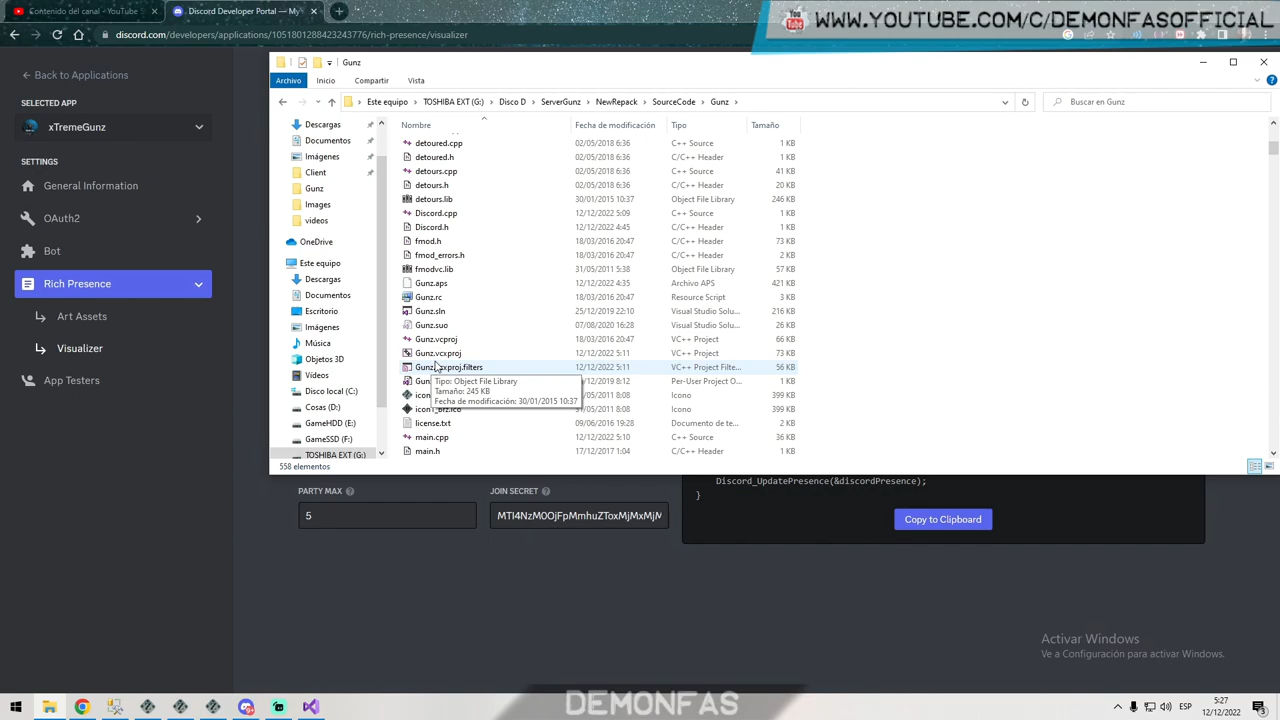 Contenido del canal - YouTube
Discord Developer Portal — My
WWW.YOUTUBE.COM/C/DEMONFASOFFICIAL
discord.com/developers/applications/1051801288423243776/rich-presence/visualizer
Back to Applications
SELECTED APP
xTremeGunz
SETTINGS
General Information
OAuth2
Bot
Rich Presence
Art Assets
Visualizer
App Testers
Gunz
Archivo Inicio Compartir Vista
Este equipo > TOSHIBA EXT (G:) > Disco D > ServerGunz > NewRepack > SourceCode > Gunz >
Buscar en Gunz
Descargas
Documentos
Imágenes
Client
Gunz
Images
videos
OneDrive
Este equipo
Descargas
Documentos
Escritorio
Imágenes
Música
Objetos 3D
Vídeos
Disco local (C:)
Cosas (D:)
GameHDD (E:)
GameSSD (F:)
TOSHIBA EXT (G:)
Nombre Fecha de modificación Tipo Tamaño
detoured.cpp 02/05/2018 6:36 C++ Source 1 KB
detoured.h 02/05/2018 6:36 C/C++ Header 1 KB
detours.cpp 02/05/2018 6:36 C++ Source 41 KB
detours.h 02/05/2018 6:36 C/C++ Header 20 KB
detours.lib 30/01/2015 10:37 Object File Library 246 KB
Discord.cpp 12/12/2022 5:09 C++ Source 1 KB
Discord.h 12/12/2022 4:45 C/C++ Header 1 KB
fmod.h 18/03/2016 20:47 C/C++ Header 73 KB
fmod_errors.h 18/03/2016 20:47 C/C++ Header 2 KB
fmodvc.lib 31/05/2011 5:38 Object File Library 57 KB
Gunz.aps 12/12/2022 4:35 Archivo APS 421 KB
Gunz.rc 18/03/2016 20:47 Resource Script 3 KB
Gunz.sln 25/12/2019 22:10 Visual Studio Solu... 216 KB
Gunz.suo 07/08/2020 16:28 Visual Studio Solu... 26 KB
Gunz.vcproj 18/03/2016 20:47 VC++ Project 66 KB
Gunz.vcxproj 12/12/2022 5:11 VC++ Project 73 KB
Gunz.vcxproj.filters 12/12/2022 5:11 VC++ Project Filte... 56 KB
Gun /12/2019 8:12 Per-User Project O... 1 KB
icon /05/2011 8:08 Icono 399 KB
icon1_Brz.ico /05/2011 8:08 Icono 399 KB
license.txt 09/06/2016 19:28 Documento de te... 2 KB
main.cpp 12/12/2022 5:10 C++ Source 36 KB
main.h 17/12/2017 1:04 C/C++ Header 1 KB
Tipo: Object File Library
Tamaño: 245 KB
Fecha de modificación: 30/01/2015 10:37
558 elementos
PARTY MAX
5
JOIN SECRET
MTI4NzM0OjFpMmhuZToxMjMxMjM
Discord_UpdatePresence(&discordPresence);
}
Copy to Clipboard
Activar Windows
Ve a Configuración para activar Windows.
DEMONFAS
ESP
5:27
12/12/2022
3